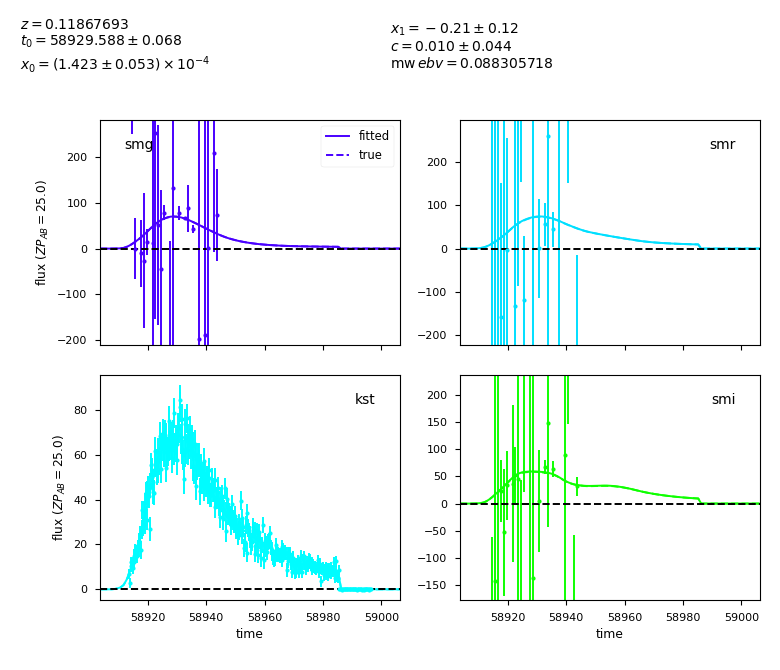 z = 0.11867693
t₀ = 58929.588 ± 0.068
x₀ = (1.423 ± 0.053) × 10⁻⁴
x₁ = −0.21 ± 0.12
c = 0.010 ± 0.044
mw ebv = 0.088305718
smg
fitted
true
200
100
0
−100
−200
flux (ZP_AB = 25.0)
smr
200
100
0
−100
−200
kst
80
60
40
20
0
flux (ZP_AB = 25.0)
58920 58940 58960 58980 59000
time
smi
200
150
100
50
0
−50
−100
−150
58920 58940 58960 58980 59000
time